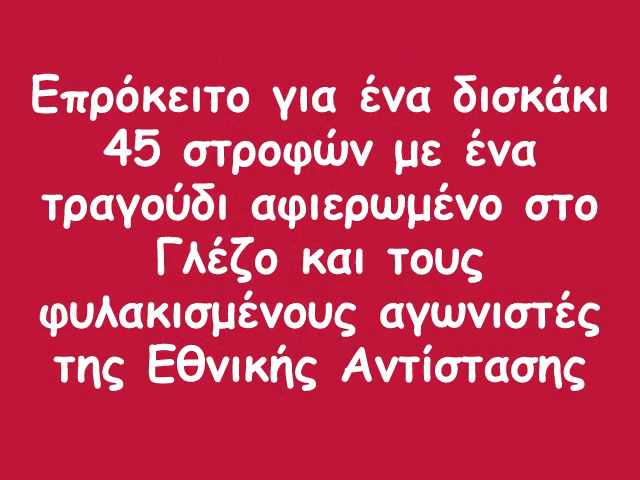 Επρόκειτο για ένα δισκάκι
45 στροφών με ένα
τραγούδι αφιερωμένο στο
Γλέζο και τους
φυλακισμένους αγωνιστές
της Εθνικής Αντίστασης